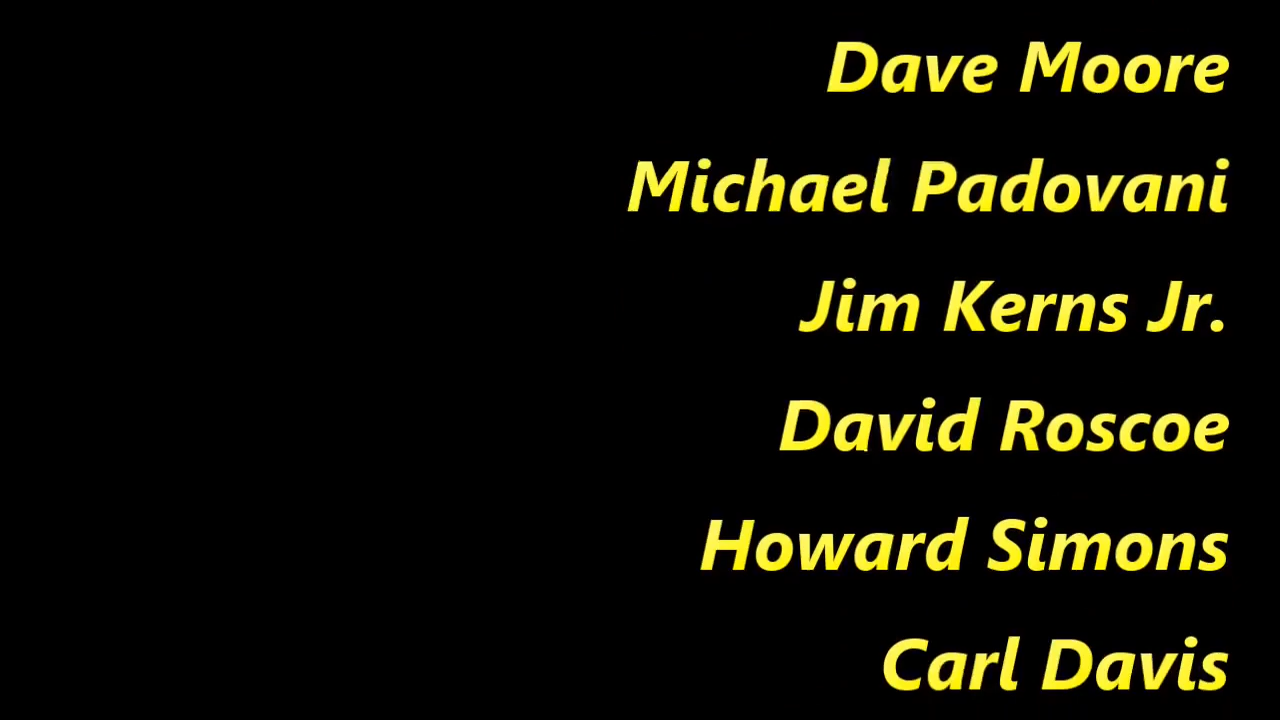 Dave Moore
Michael Padovani
Jim Kerns Jr.
David Roscoe
Howard Simons
Carl Davis